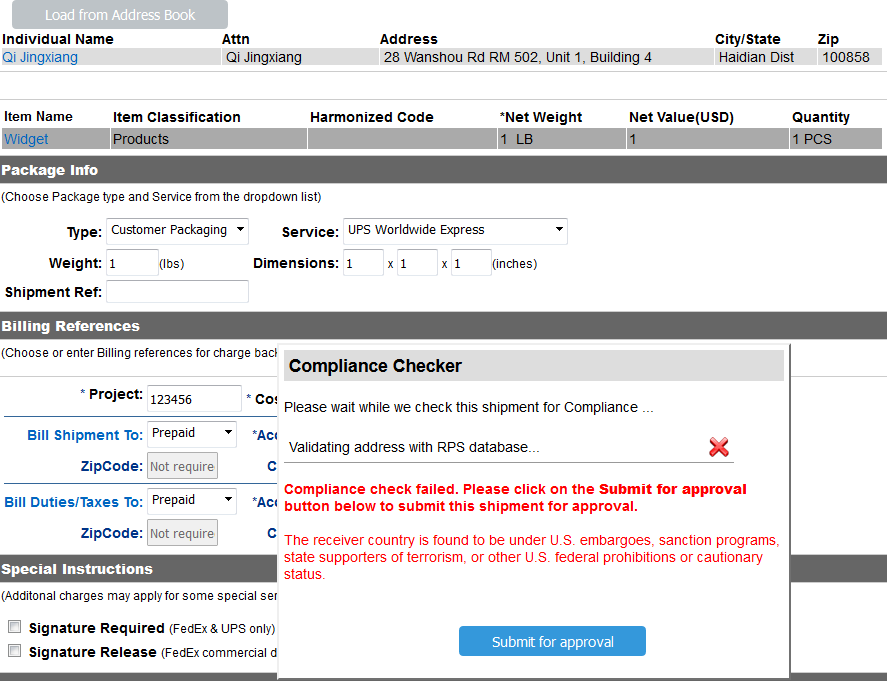 Load from Address Book
Individual Name Attn Address City/State Zip
Qi Jingxiang Qi Jingxiang 28 Wanshou Rd RM 502, Unit 1, Building 4 Haidian Dist 100858
Item Name Item Classification Harmonized Code *Net Weight Net Value(USD) Quantity
Widget Products 1 LB 1 1 PCS
Package Info
(Choose Package type and Service from the dropdown list)
Type: Customer Packaging Service: UPS Worldwide Express
Weight: 1 (lbs) Dimensions: 1 x 1 x 1 (inches)
Shipment Ref:
Billing References
(Choose or enter Billing references for charge back
* Project: 123456 * Cos
Bill Shipment To: Prepaid *Acc
ZipCode: Not require C
Bill Duties/Taxes To: Prepaid *Acc
ZipCode: Not require C
Special Instructions
(Additonal charges may apply for some special ser
Signature Required (FedEx & UPS only)
Signature Release (FedEx commercial d
Compliance Checker
Please wait while we check this shipment for Compliance ...
Validating address with RPS database...
Compliance check failed. Please click on the Submit for approval
button below to submit this shipment for approval.
The receiver country is found to be under U.S. embargoes, sanction programs,
state supporters of terrorism, or other U.S. federal prohibitions or cautionary
status.
Submit for approval